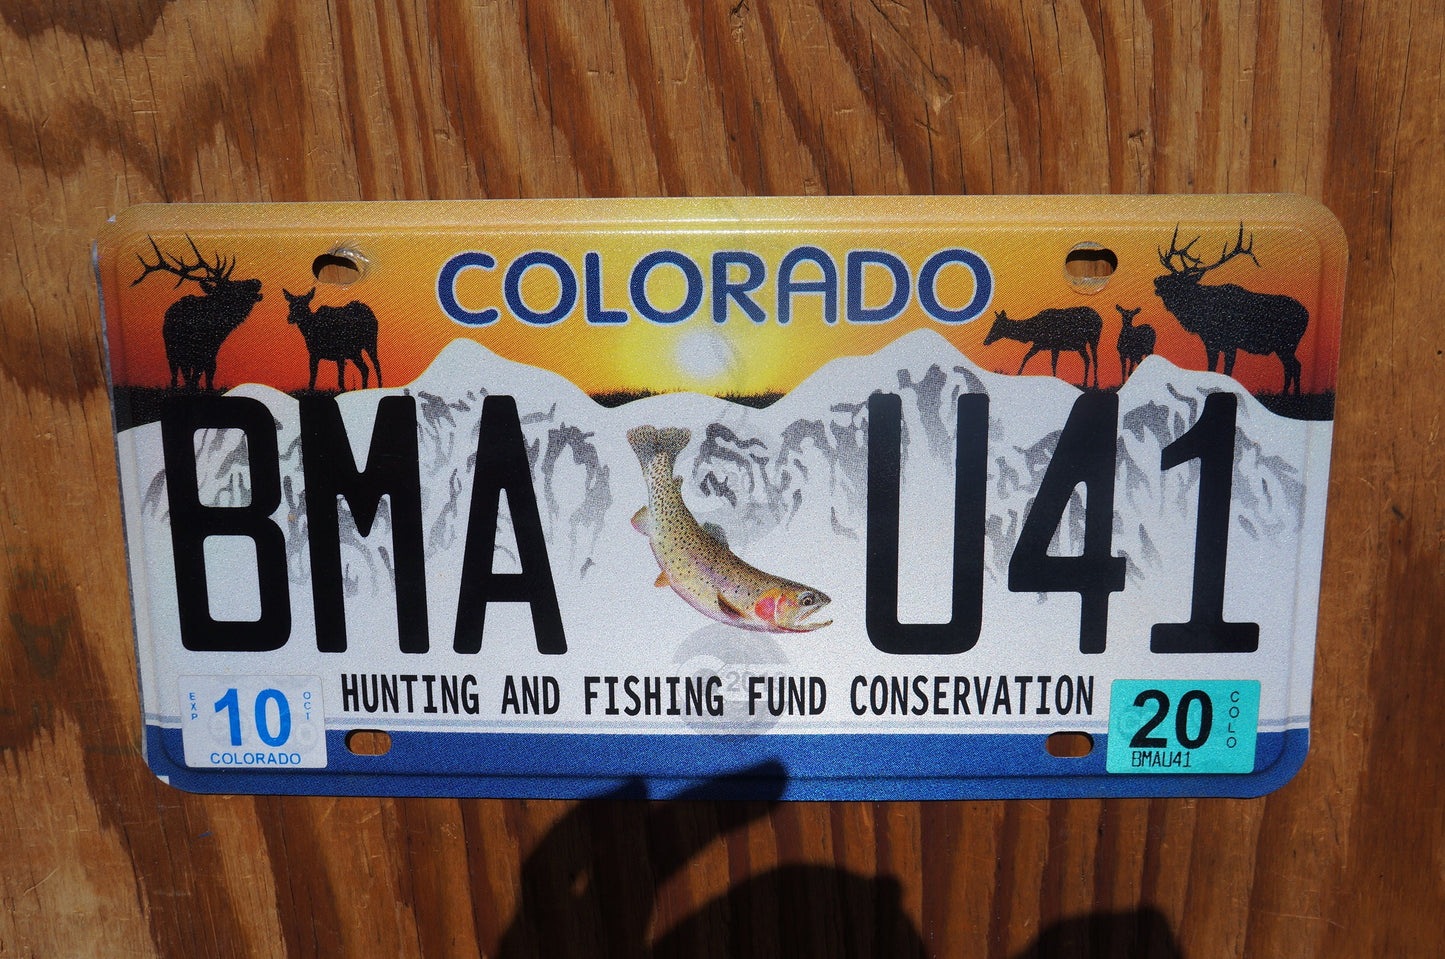 COLORADO
BMA U41
HUNTING AND FISHING FUND CONSERVATION
EXP 10 OCT
COLORADO
20 COLO
BMAU41